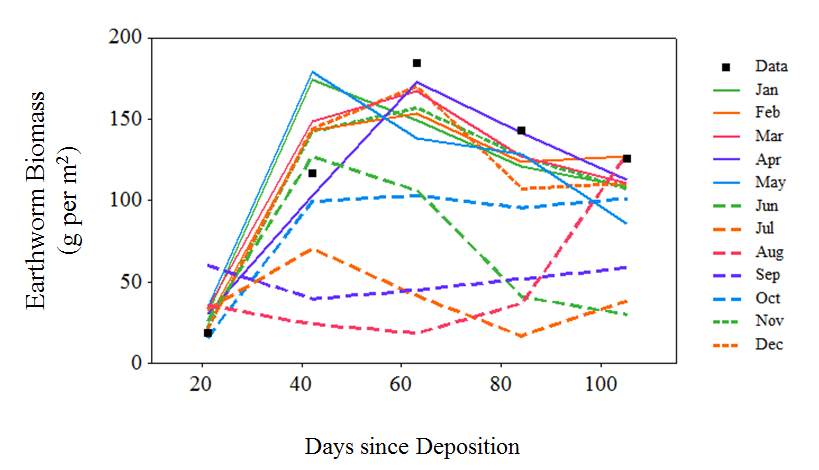 200
150
100
50
0
Earthworm Biomass
(g per m²)
20 40 60 80 100
Days since Deposition
Data
Jan
Feb
Mar
Apr
May
Jun
Jul
Aug
Sep
Oct
Nov
Dec